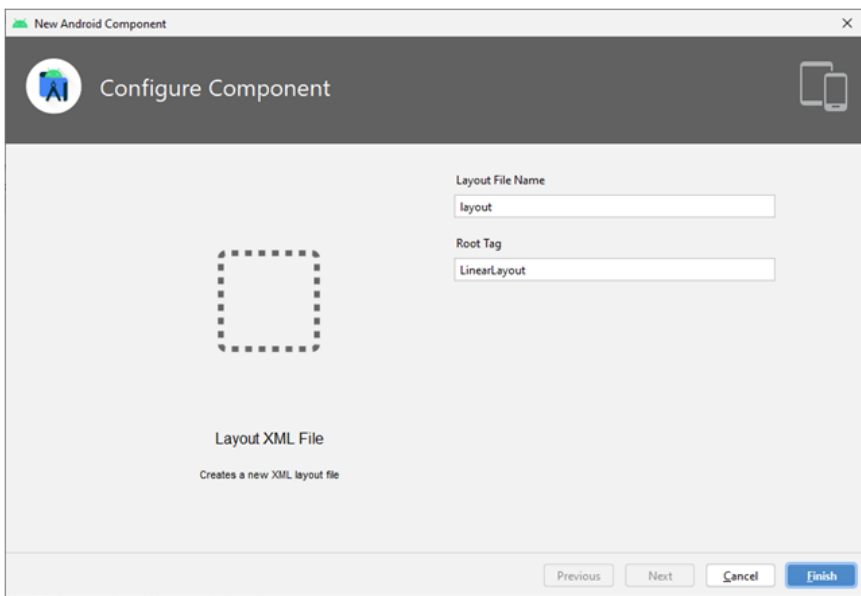 New Android Component
Configure Component
Layout File Name
layout
Root Tag
LinearLayout
Layout XML File
Creates a new XML layout file
Previous
Next
Cancel
Finish